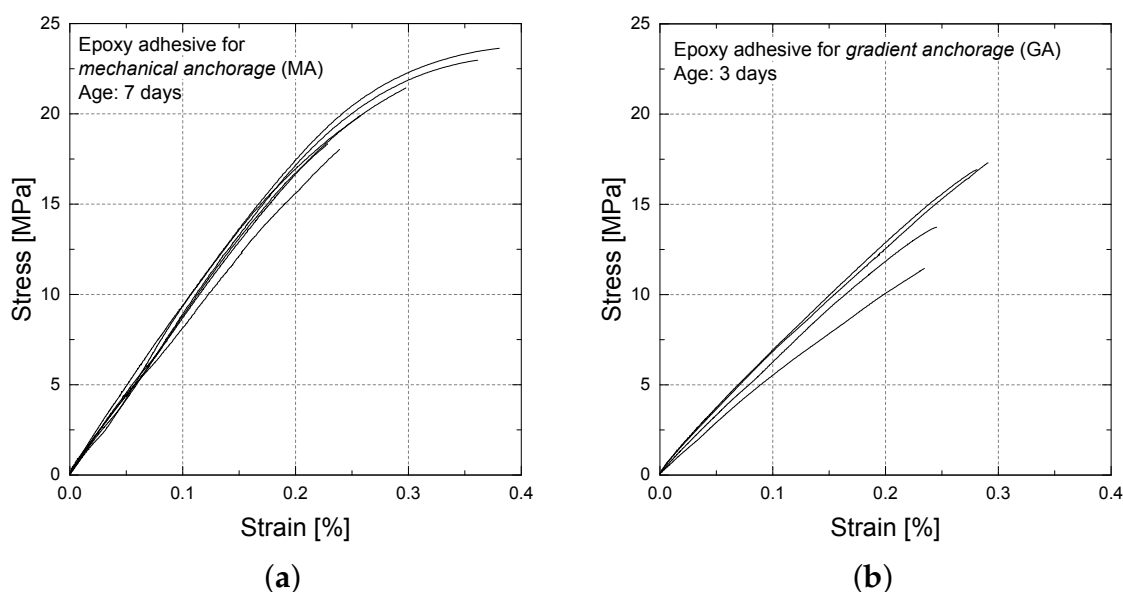 25
20
15
10
5
0
Stress [MPa]
Epoxy adhesive for
mechanical anchorage (MA)
Age: 7 days
0.0 0.1 0.2 0.3 0.4
Strain [%]
(a)
25
20
15
10
5
0
Stress [MPa]
Epoxy adhesive for gradient anchorage (GA)
Age: 3 days
0.0 0.1 0.2 0.3 0.4
Strain [%]
(b)